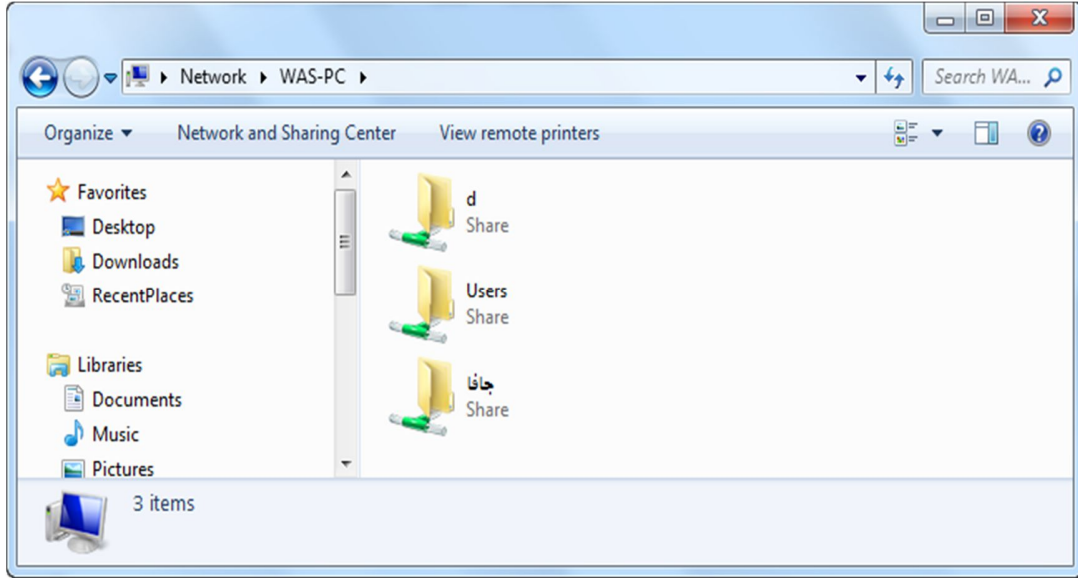 Network WAS-PC
Search WA...
Organize Network and Sharing Center View remote printers
Favorites
Desktop
Downloads
RecentPlaces
Libraries
Documents
Music
Pictures
d
Share
Users
Share
جافا
Share
3 items